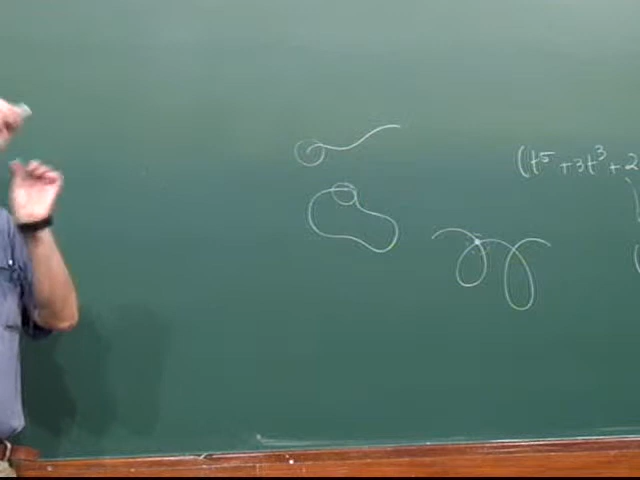 (t⁵ + 3t³ + 2